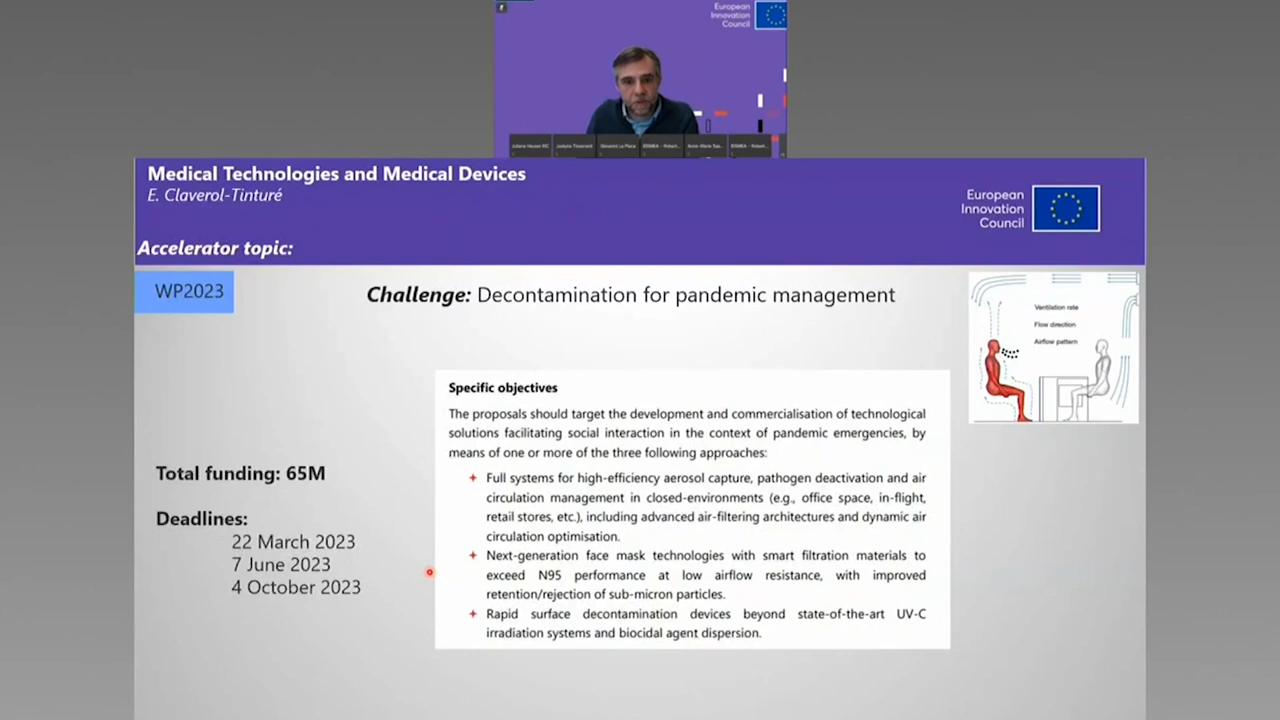 European
Innovation
Council
Juliane Hausen EIC
Giovanni La Placa
Medical Technologies and Medical Devices
E. Claverol-Tinturé
European
Innovation
Council
Accelerator topic:
WP2023
Challenge: Decontamination for pandemic management
Ventilation rate
Flow direction
Airflow pattern
Specific objectives
The proposals should target the development and commercialisation of technological
solutions facilitating social interaction in the context of pandemic emergencies, by
means of one or more of the three following approaches:
Full systems for high-efficiency aerosol capture, pathogen deactivation and air
circulation management in closed-environments (e.g., office space, in-flight,
retail stores, etc.), including advanced air-filtering architectures and dynamic air
circulation optimisation.
Next-generation face mask technologies with smart filtration materials to
exceed N95 performance at low airflow resistance, with improved
retention/rejection of sub-micron particles.
Rapid surface decontamination devices beyond state-of-the-art UV-C
irradiation systems and biocidal agent dispersion.
Total funding: 65M
Deadlines:
22 March 2023
7 June 2023
4 October 2023